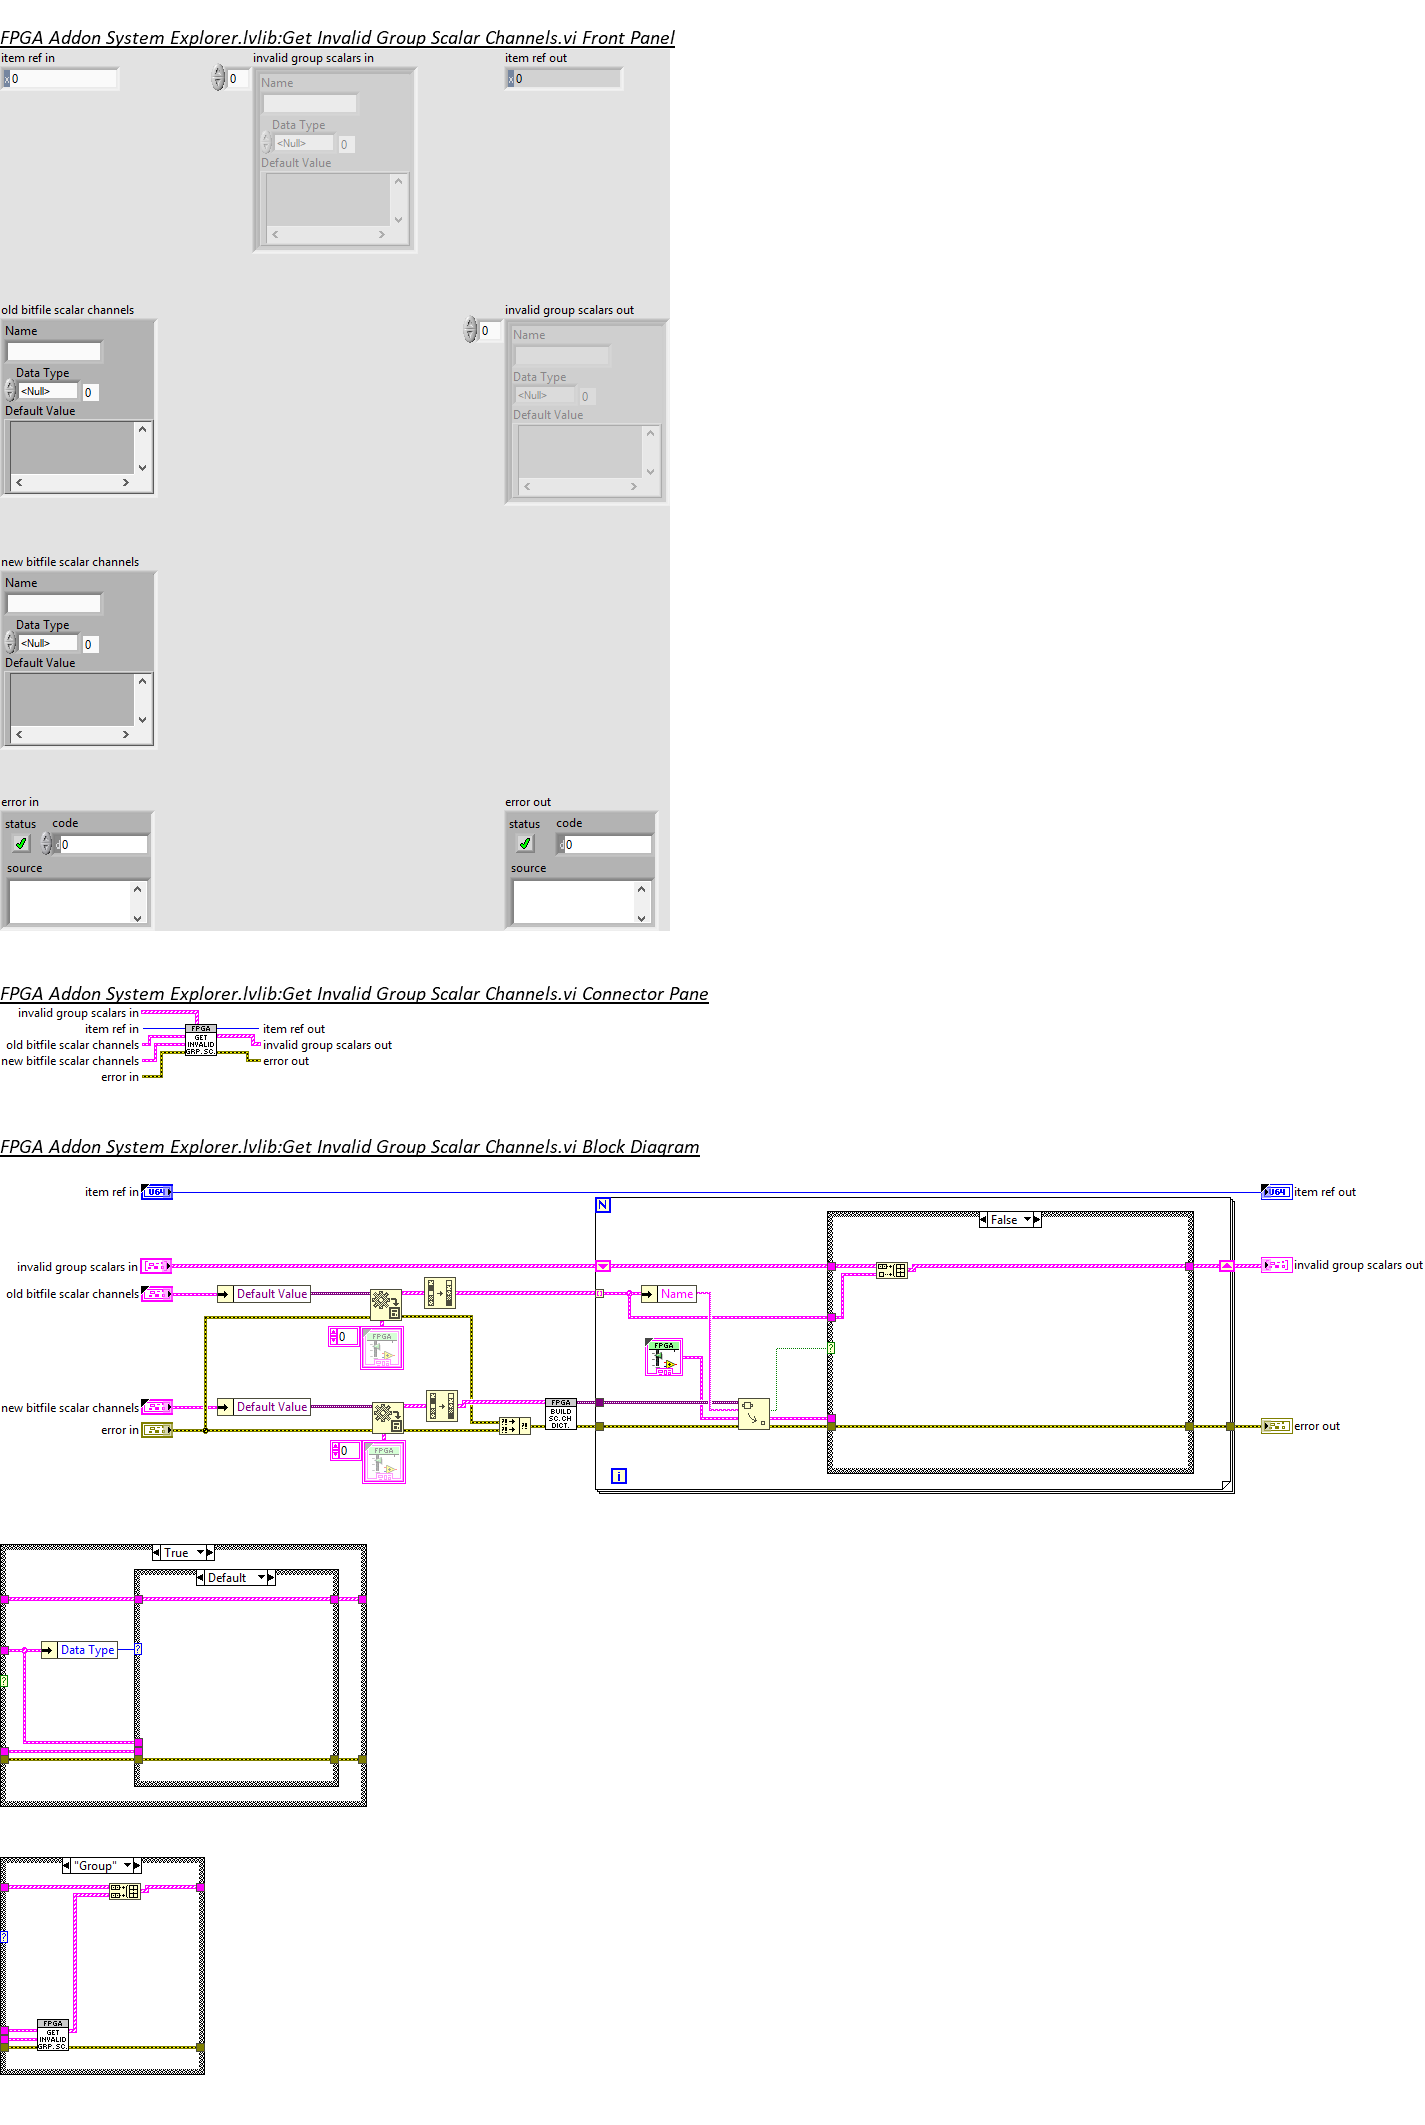 FPGA Addon System Explorer.lvlib:Get Invalid Group Scalar Channels.vi Front Panel
item ref in
invalid group scalars in
item ref out
x 0
0
x 0
Name
Data Type
<Null>
0
Default Value
old bitfile scalar channels
invalid group scalars out
Name
0
Name
Data Type
<Null>
0
Data Type
<Null>
0
Default Value
Default Value
new bitfile scalar channels
Name
Data Type
<Null>
0
Default Value
error in
error out
status
code
status
code
0
d 0
source
source
FPGA Addon System Explorer.lvlib:Get Invalid Group Scalar Channels.vi Connector Pane
invalid group scalars in
item ref in
old bitfile scalar channels
new bitfile scalar channels
error in
FPGA
GET
INVALID
GRP.SC.
item ref out
invalid group scalars out
error out
FPGA Addon System Explorer.lvlib:Get Invalid Group Scalar Channels.vi Block Diagram
item ref in
U64
U64
item ref out
N
False
invalid group scalars in
invalid group scalars out
old bitfile scalar channels
Default Value
Name
0
FPGA
FPGA
?
new bitfile scalar channels
Default Value
FPGA
BUILD
SC.CH
DICT.
error in
error out
0
FPGA
i
True
Default
Data Type
?
?
"Group"
?
FPGA
GET
INVALID
GRP.SC.